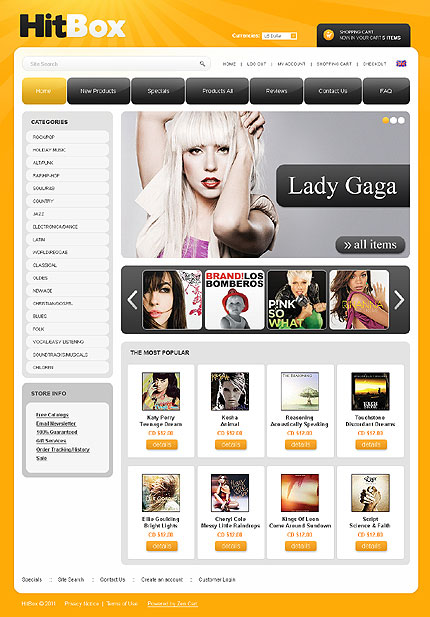 HitBox
Currencies: US Dollar
SHOPPING CART
NOW IN YOUR CART 5 ITEMS
Site Search
HOME | LOG OUT | MY ACCOUNT | SHOPPING CART | CHECKOUT
Home
New Products
Specials
Products All
Reviews
Contact Us
FAQ
CATEGORIES
ROCK/POP
HOLIDAY MUSIC
ALT/PUNK
RAP/HIP-HOP
SOUL/R&B
COUNTRY
JAZZ
ELECTRONICA/DANCE
LATIN
WORLD/REGGAE
CLASSICAL
OLDIES
NEW AGE
CHRISTIAN/GOSPEL
BLUES
FOLK
VOCAL/EASY LISTENING
SOUNDTRACKS/MUSICALS
CHILDREN
Lady Gaga
» all items
BRAND!LOS
BOMBEROS
P!NK
SO
WHAT
STORE INFO
Free Catalogs
Email Newsletter
100% Guaranteed
Gift Services
Order Tracking/History
Sale
THE MOST POPULAR
Katy Perry
Teenage Dream
CD $12.00
details
Kesha
Animal
CD $12.00
details
Reasoning
Acoustically Speaking
CD $12.00
details
Touchstone
Discordant Dreams
CD $12.00
details
Ellie Goulding
Bright Lights
CD $12.00
details
Cheryl Cole
Messy Little Raindrops
CD $12.00
details
Kings Of Leon
Come Around Sundown
CD $12.00
details
Script
Science & Faith
CD $12.00
details
Specials :: Site Search :: Contact Us :: Create an account :: Customer Login
HitBox © 2011 Privacy Notice | Terms of Use Powered by Zen Cart